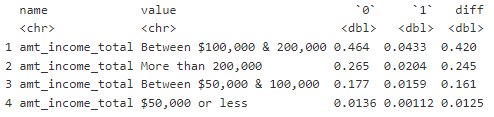 name value `0` `1` diff
<chr> <chr> <dbl> <dbl> <dbl>
1 amt_income_total Between $100,000 & 200,000 0.464 0.0433 0.420
2 amt_income_total More than 200,000 0.265 0.0204 0.245
3 amt_income_total Between $50,000 & 100,000 0.177 0.0159 0.161
4 amt_income_total $50,000 or less 0.0136 0.00112 0.0125